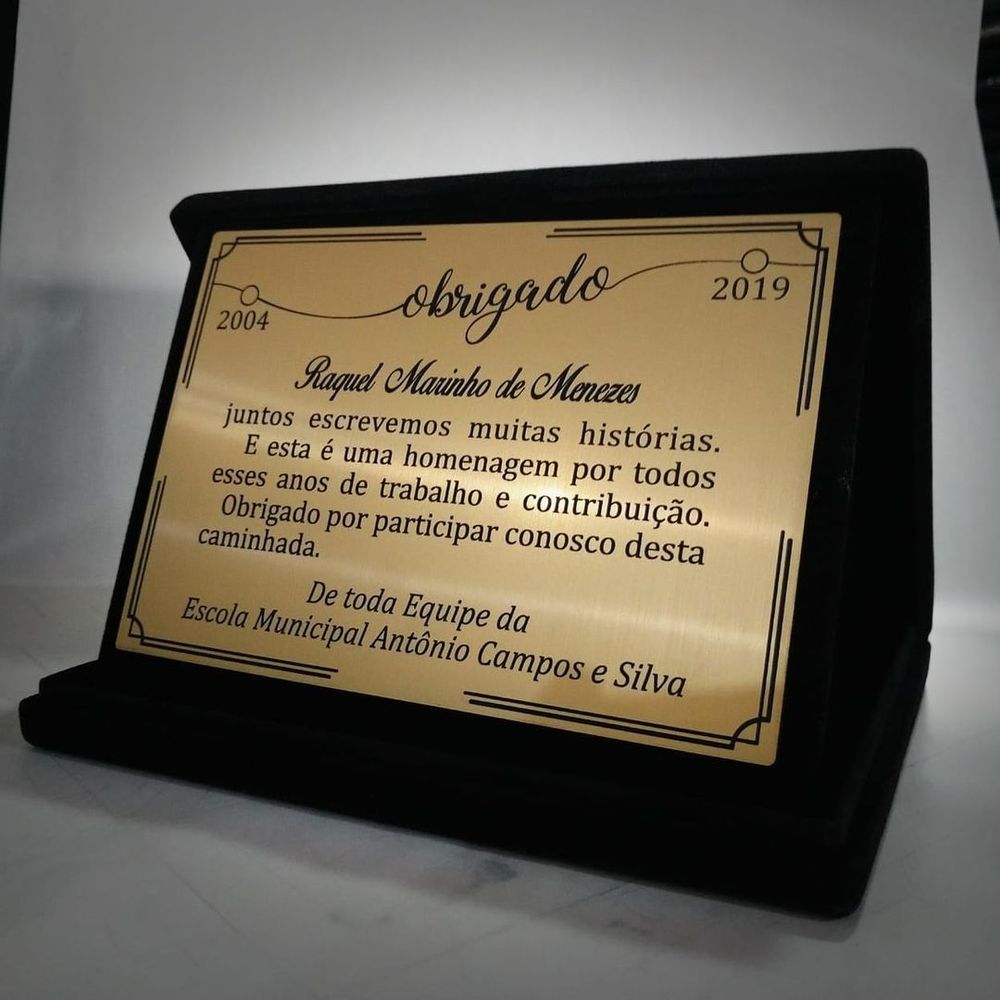 obrigado
2004
2019
Raquel Marinho de Menezes
juntos escrevemos muitas histórias.
E esta é uma homenagem por todos
esses anos de trabalho e contribuição.
Obrigado por participar conosco desta
caminhada.
De toda Equipe da
Escola Municipal Antônio Campos e Silva